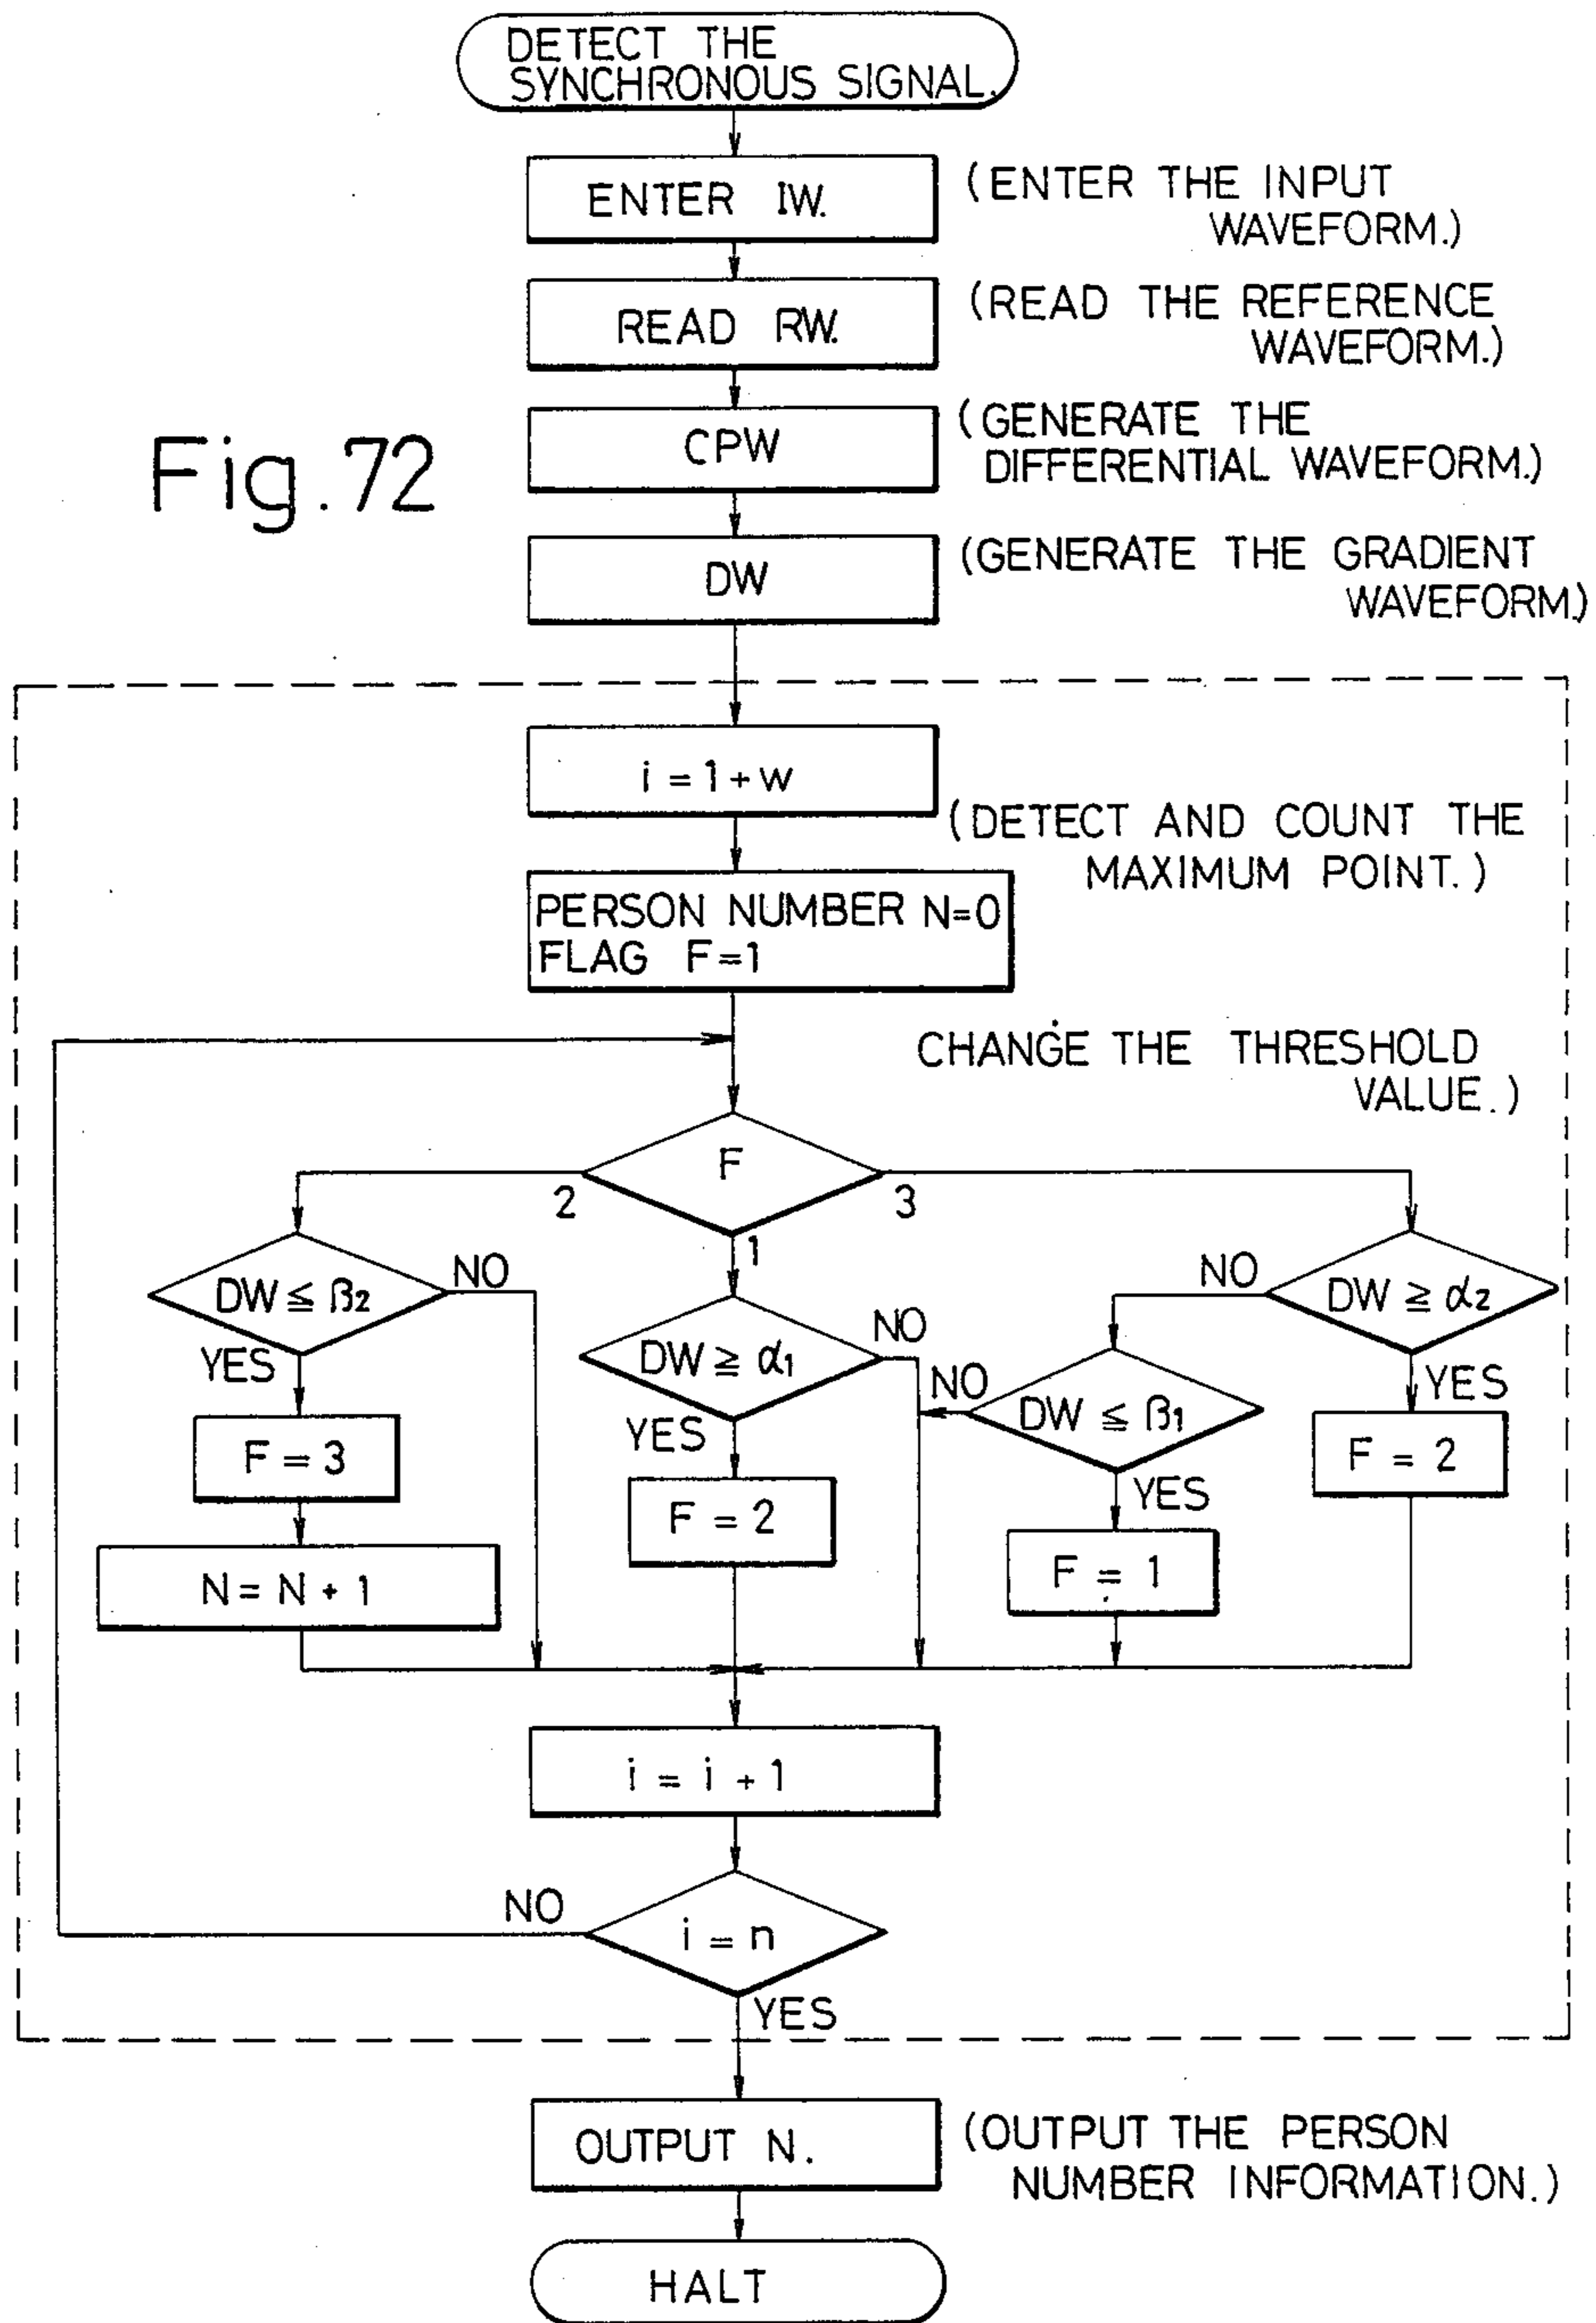 DETECT THE
SYNCHRONOUS SIGNAL.
ENTER IW.
(ENTER THE INPUT
WAVEFORM.)
READ RW.
(READ THE REFERENCE
WAVEFORM.)
Fig.72
CPW
(GENERATE THE
DIFFERENTIAL WAVEFORM.)
DW
(GENERATE THE GRADIENT
WAVEFORM.)
i = 1 + w
(DETECT AND COUNT THE
MAXIMUM POINT.)
PERSON NUMBER N=0
FLAG F=1
CHANGE THE THRESHOLD
VALUE.)
F
2
3
1
DW ≦ β2
NO
YES
DW ≧ α1
NO
YES
NO
DW ≧ α2
YES
NO
DW ≦ β1
YES
F = 3
F = 2
F = 2
F = 1
N = N + 1
i = i + 1
NO
i = n
YES
OUTPUT N.
(OUTPUT THE PERSON
NUMBER INFORMATION.)
HALT